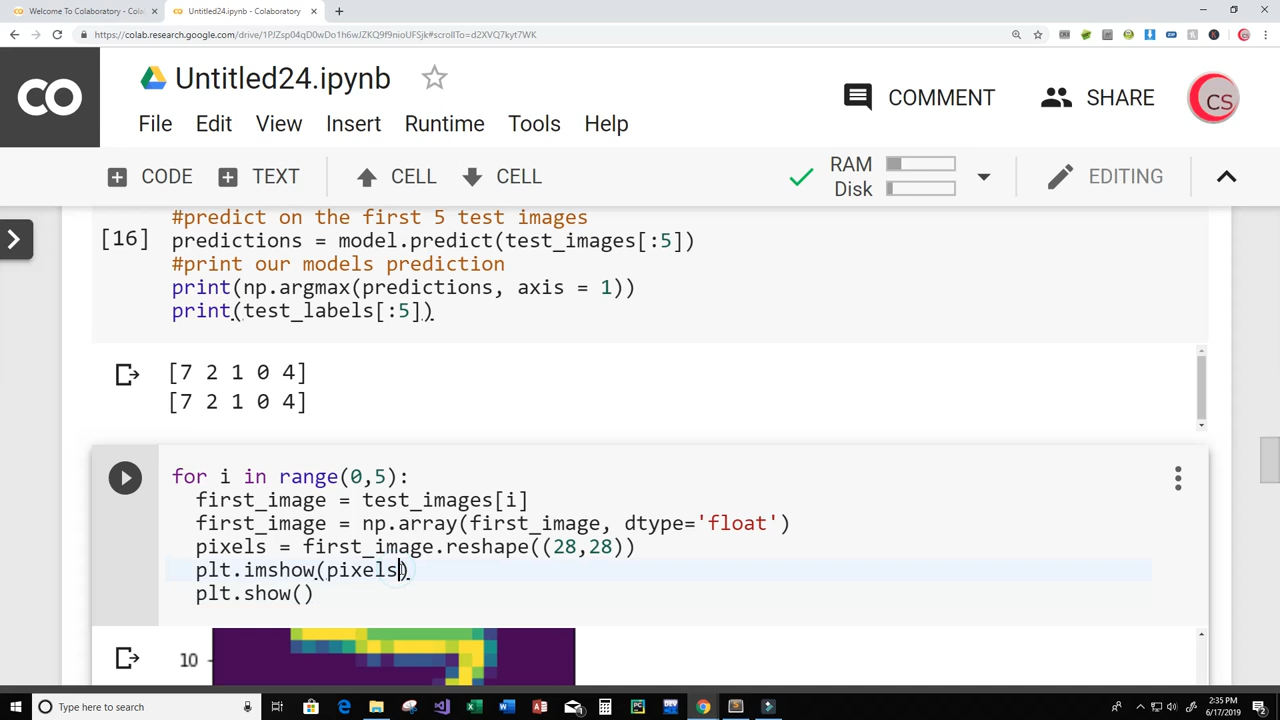 Welcome To Colaboratory - Colal
Untitled24.ipynb - Colaboratory
https://colab.research.google.com/drive/1PJZsp04qD0wDo1h6wJZKQ9f9nioUFSjk#scrollTo=d2XVQ7kyt7WK
CO
Untitled24.ipynb
COMMENT
SHARE
CS
File Edit View Insert Runtime Tools Help
CODE TEXT CELL CELL
RAM
Disk
EDITING
#predict on the first 5 test images
[16] predictions = model.predict(test_images[:5])
#print our models prediction
print(np.argmax(predictions, axis = 1))
print(test_labels[:5])
[7 2 1 0 4]
[7 2 1 0 4]
for i in range(0,5):
first_image = test_images[i]
first_image = np.array(first_image, dtype='float')
pixels = first_image.reshape((28,28))
plt.imshow(pixels)
plt.show()
10
Type here to search
2:35 PM
6/17/2019